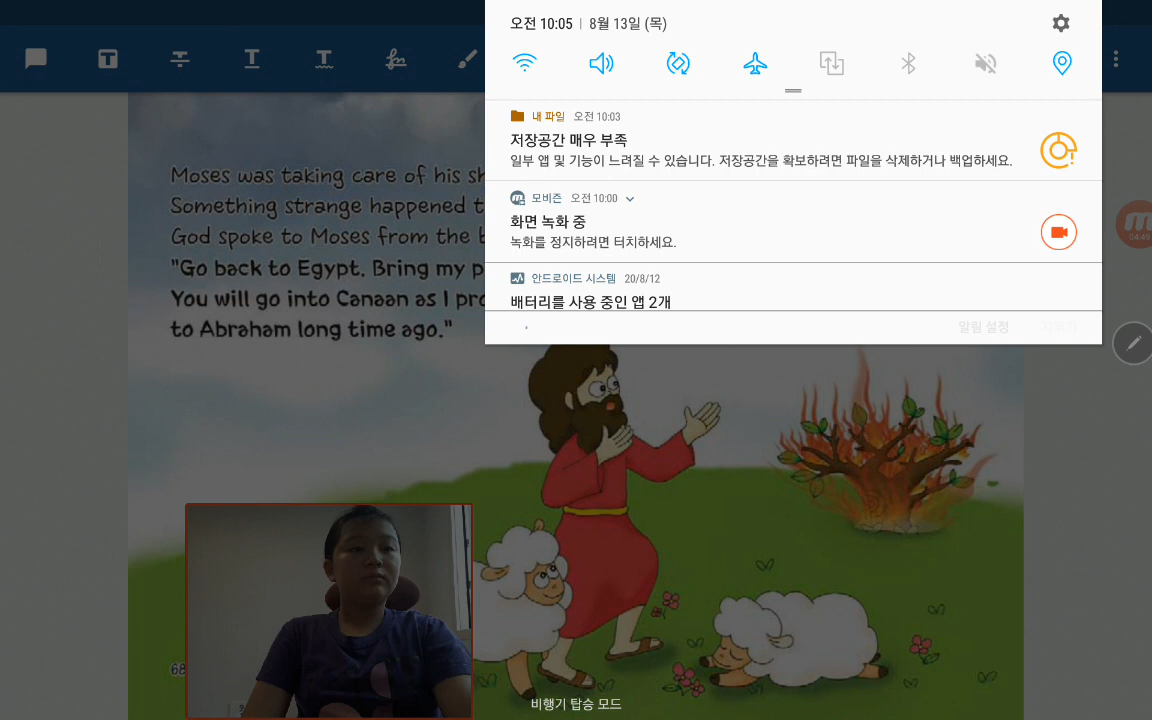 오전 10:05 | 8월 13일 (목)
내 파일 오전 10:03
저장공간 매우 부족
일부 앱 및 기능이 느려질 수 있습니다. 저장공간을 확보하려면 파일을 삭제하거나 백업하세요.
모비즌 오전 10:00
화면 녹화 중
녹화를 정지하려면 터치하세요.
안드로이드 시스템 20/8/12
배터리를 사용 중인 앱 2개
알림 설정
Moses was taking care of his
Something strange happened
God spoke to Moses from the
"Go back to Egypt. Bring my
You will go into Canaan as I
to Abraham long time ago."
04:49
68
비행기 탑승 모드